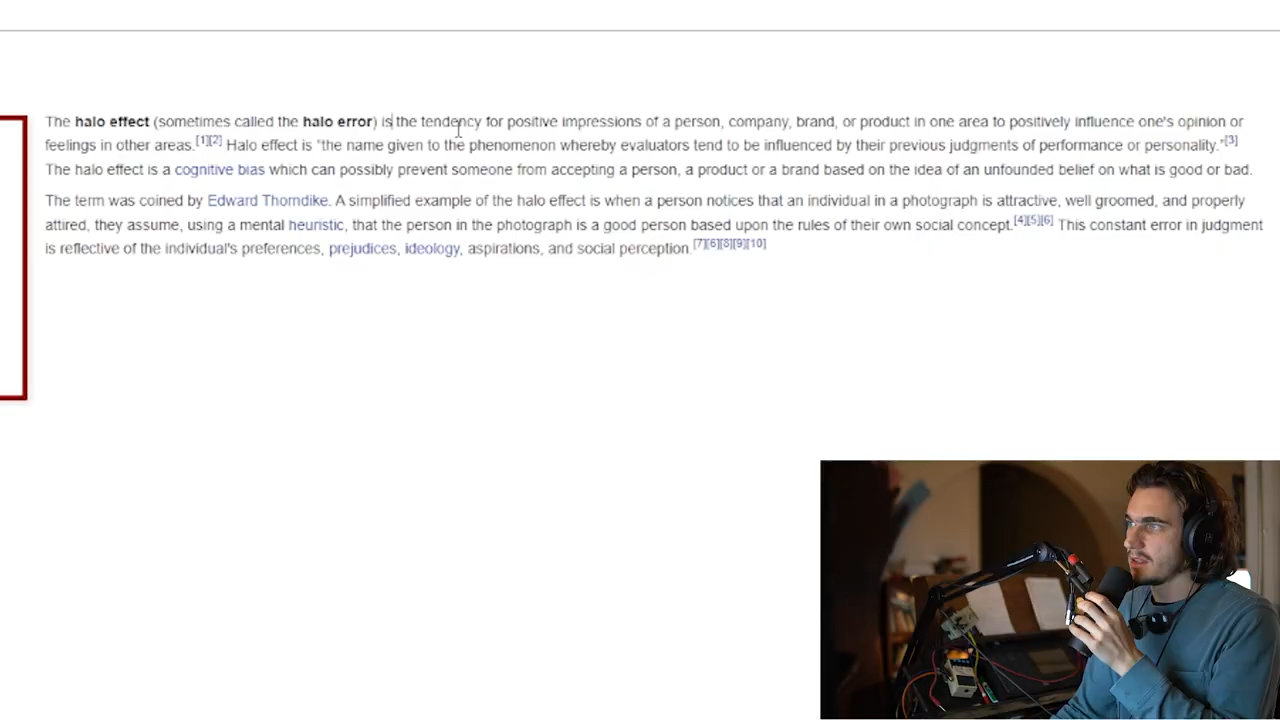 The halo effect (sometimes called the halo error) is the tendency for positive impressions of a person, company, brand, or product in one area to positively influence one's opinion or
feelings in other areas.[1][2] Halo effect is "the name given to the phenomenon whereby evaluators tend to be influenced by their previous judgments of performance or personality."[3]
The halo effect is a cognitive bias which can possibly prevent someone from accepting a person, a product or a brand based on the idea of an unfounded belief on what is good or bad.
The term was coined by Edward Thorndike. A simplified example of the halo effect is when a person notices that an individual in a photograph is attractive, well groomed, and properly
attired, they assume, using a mental heuristic, that the person in the photograph is a good person based upon the rules of their own social concept.[4][5][6] This constant error in judgment
is reflective of the individual's preferences, prejudices, ideology, aspirations, and social perception.[7][6][8][9][10]